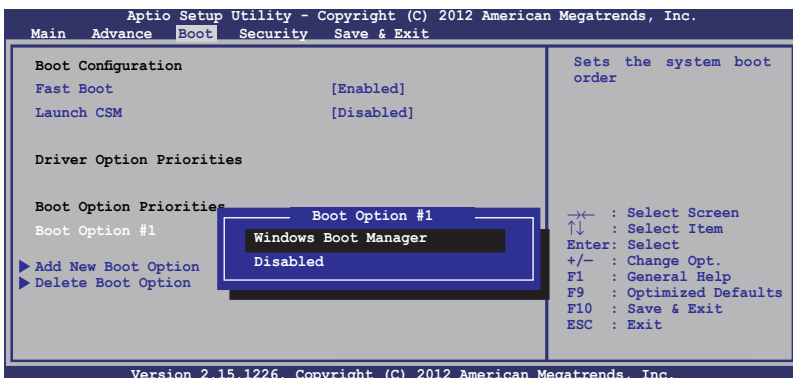 Aptio Setup Utility - Copyright (C) 2012 American Megatrends, Inc.
Main Advance Boot Security Save & Exit
Boot Configuration
Fast Boot [Enabled]
Launch CSM [Disabled]
Driver Option Priorities
Boot Option Priorities
Boot Option #1
Add New Boot Option
Delete Boot Option
Boot Option #1
Windows Boot Manager
Disabled
Sets the system boot
order
→← : Select Screen
↑↓ : Select Item
Enter: Select
+/— : Change Opt.
F1 : General Help
F9 : Optimized Defaults
F10 : Save & Exit
ESC : Exit
Version 2.15.1226. Copyright (C) 2012 American Megatrends, Inc.